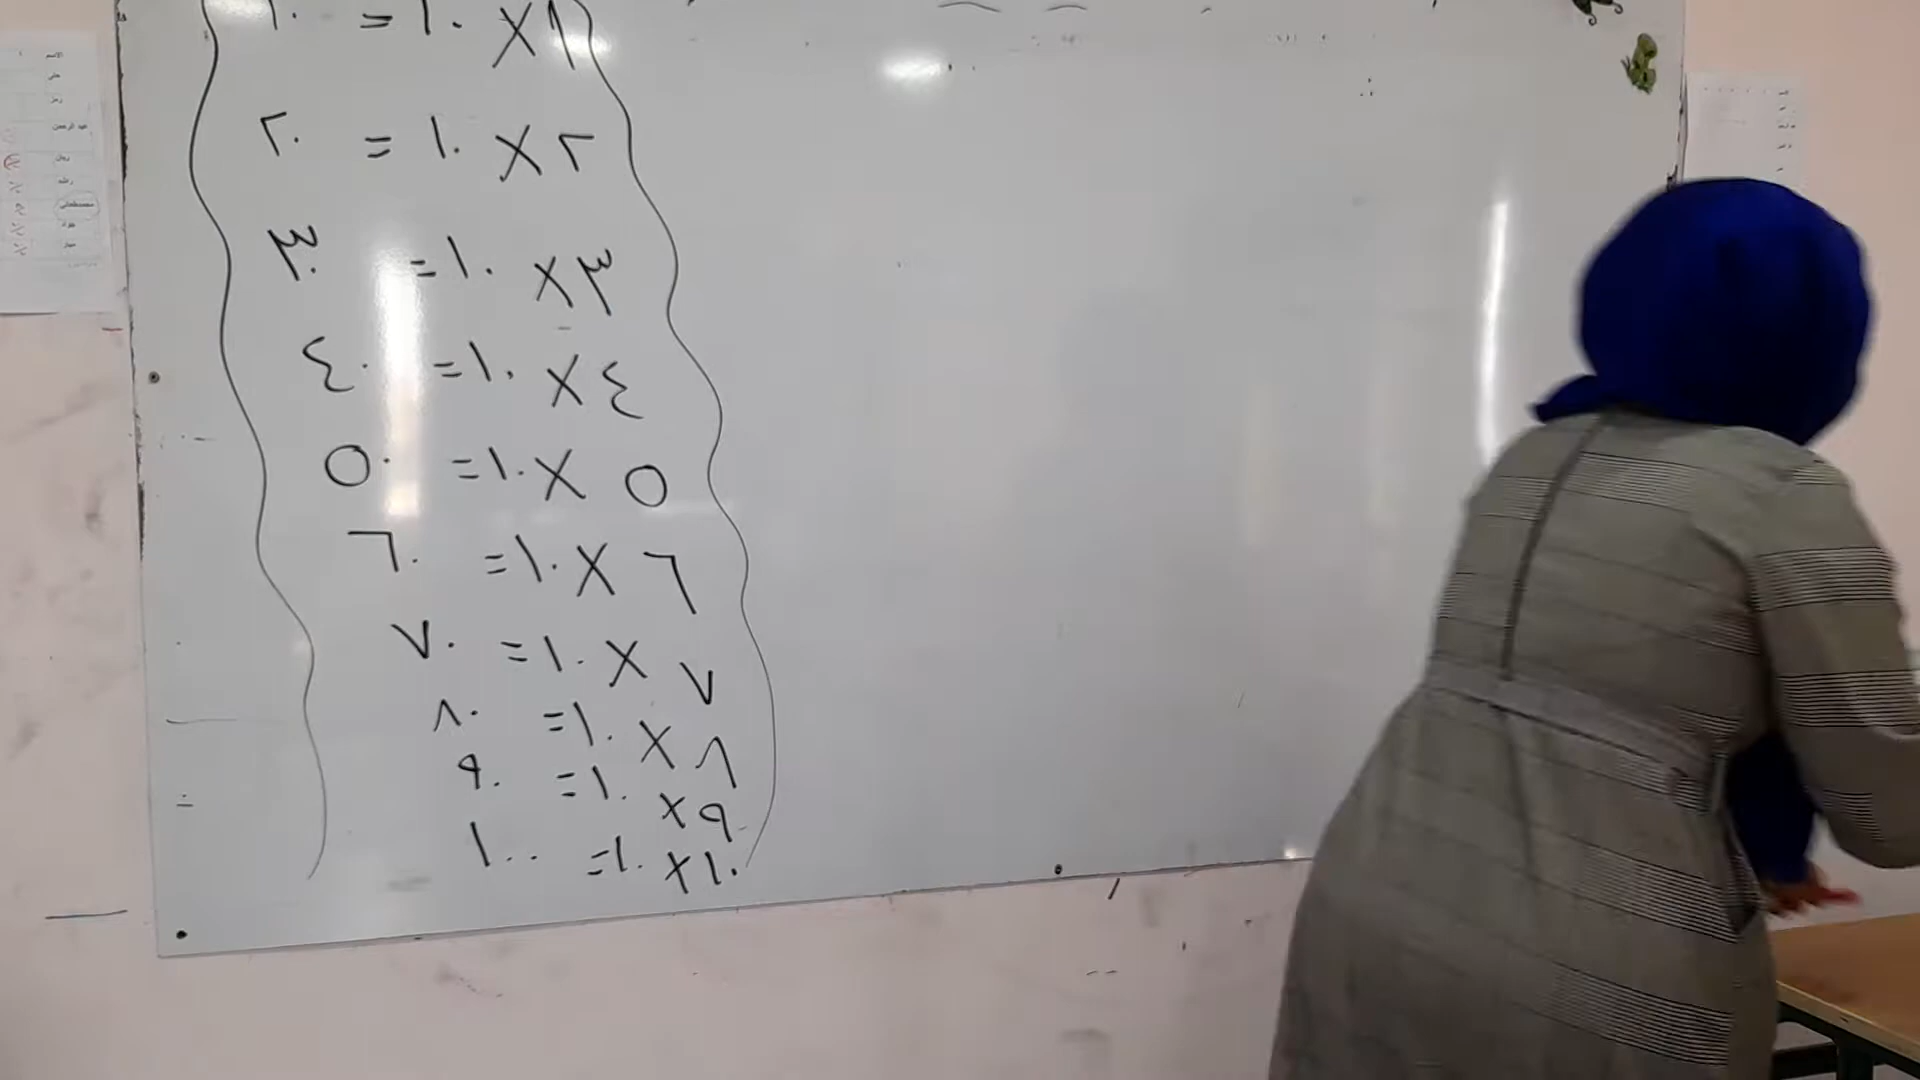 ١ × ١٠ = ١٠
٢ × ١٠ = ٢٠
٣ × ١٠ = ٣٠
٤ × ١٠ = ٤٠
٥ × ١٠ = ٥٠
٦ × ١٠ = ٦٠
٧ × ١٠ = ٧٠
٨ × ١٠ = ٨٠
٩ × ١٠ = ٩٠
١٠ × ١٠ = ١٠٠